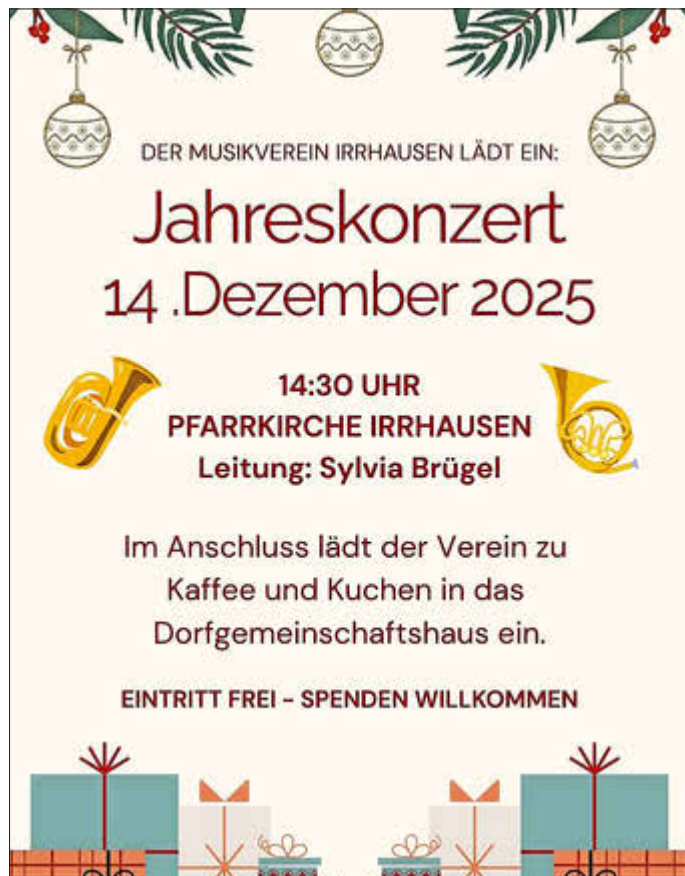 DER MUSIKVEREIN IRRHAUSEN LÄDT EIN:
Jahreskonzert
14 .Dezember 2025
14:30 UHR
PFARRKIRCHE IRRHAUSEN
Leitung: Sylvia Brügel
Im Anschluss lädt der Verein zu
Kaffee und Kuchen in das
Dorfgemeinschaftshaus ein.
EINTRITT FREI – SPENDEN WILLKOMMEN